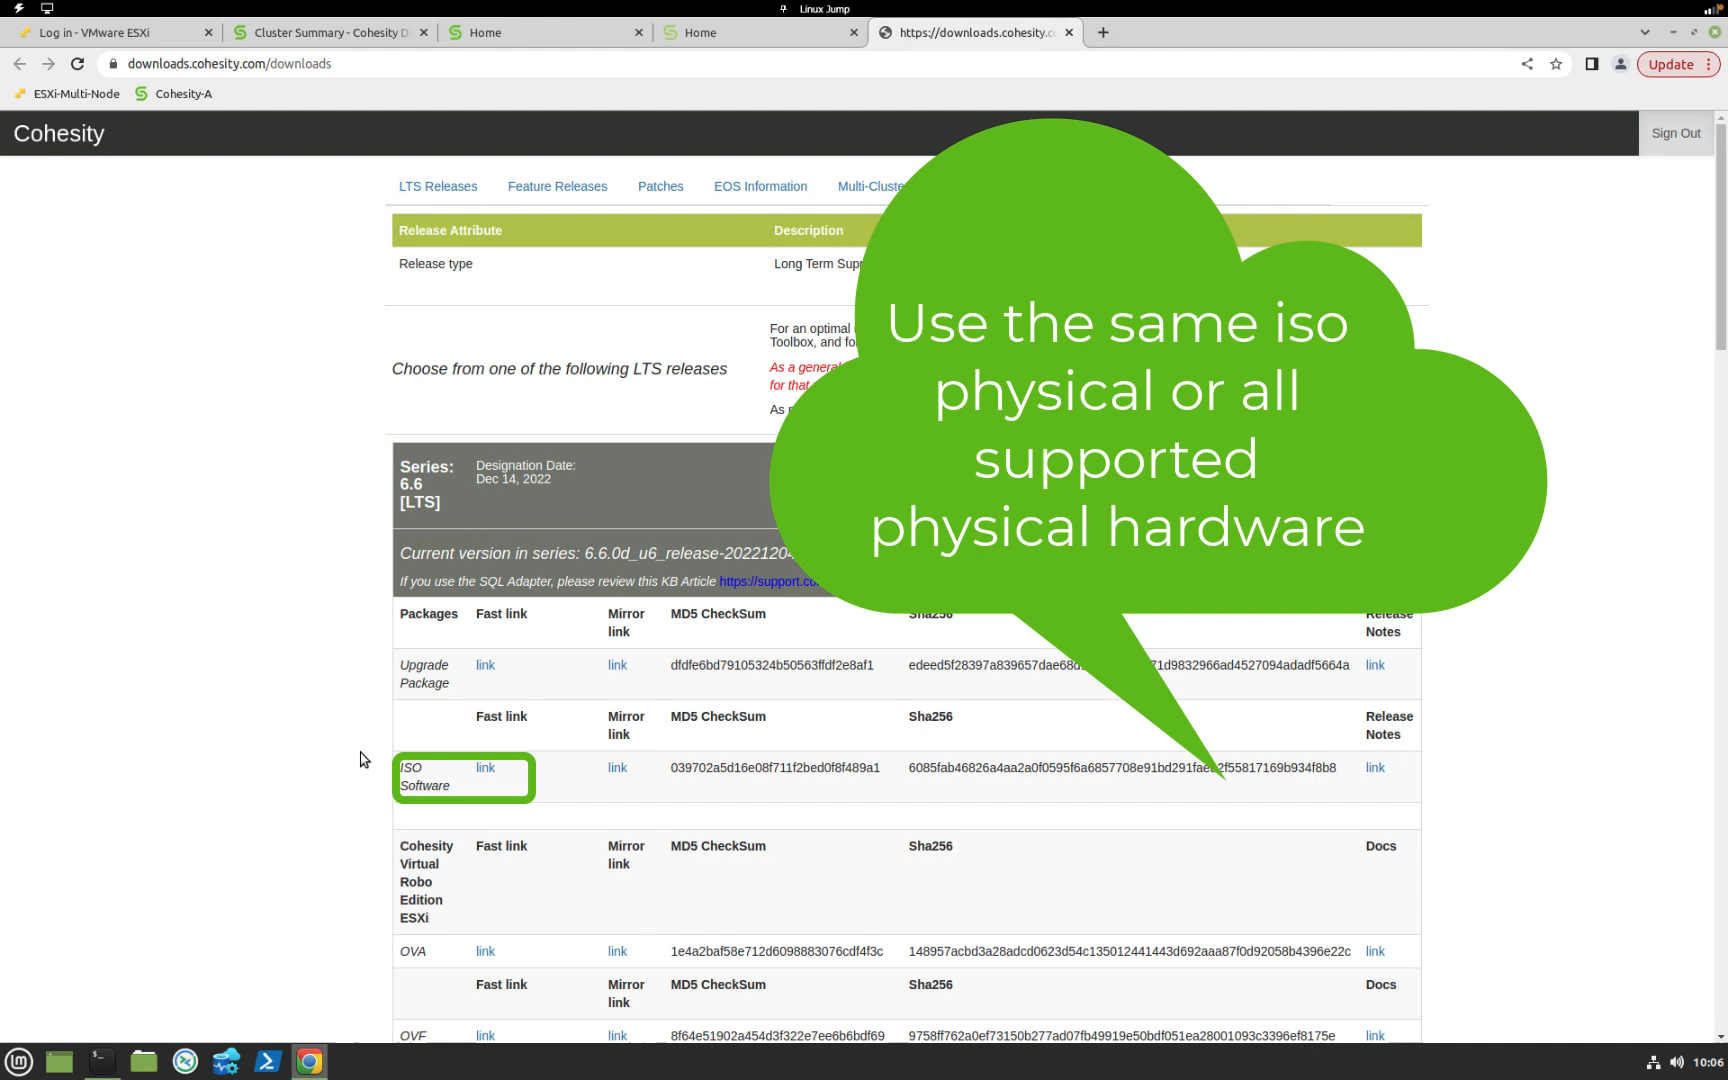 Linux Jump
Log in - VMware ESXi
Cluster Summary - Cohesity D
Home
Home
https://downloads.cohesity.c
downloads.cohesity.com/downloads
Update
ESXi-Multi-Node
Cohesity-A
Cohesity
Sign Out
LTS Releases Feature Releases Patches EOS Information Multi-Cluste
Release Attribute Description
Release type Long Term Supp
For an optimal
Toolbox, and fo
Choose from one of the following LTS releases
As a general
for that
As
Use the same iso
physical or all
supported
physical hardware
Series:
6.6
[LTS]
Designation Date:
Dec 14, 2022
Current version in series: 6.6.0d_u6_release-20221204
If you use the SQL Adapter, please review this KB Article https://support.co
Packages Fast link Mirror link MD5 CheckSum Sha256 Release Notes
Upgrade Package link link dfdfe6bd79105324b50563ffdf2e8af1 edeed5f28397a839657dae68d 71d9832966ad4527094adadf5664a link
Fast link Mirror link MD5 CheckSum Sha256 Release Notes
ISO Software link link 039702a5d16e08f711f2bed0f8f489a1 6085fab46826a4aa2a0f0595f6a6857708e91bd291fae 2f55817169b934f8b8 link
Cohesity Virtual Robo Edition ESXi Fast link Mirror link MD5 CheckSum Sha256 Docs
OVA link link 1e4a2baf58e712d6098883076cdf4f3c 148957acbd3a28adcd0623d54c135012441443d692aaa87f0d92058b4396e22c link
Fast link Mirror link MD5 CheckSum Sha256 Docs
OVF link link 8f64e51902a454d3f322e7ee6b6bdf69 9758ff762a0ef73150b277ad07fb49919e50bdf051ea28001093c3396ef8175e link
10:06